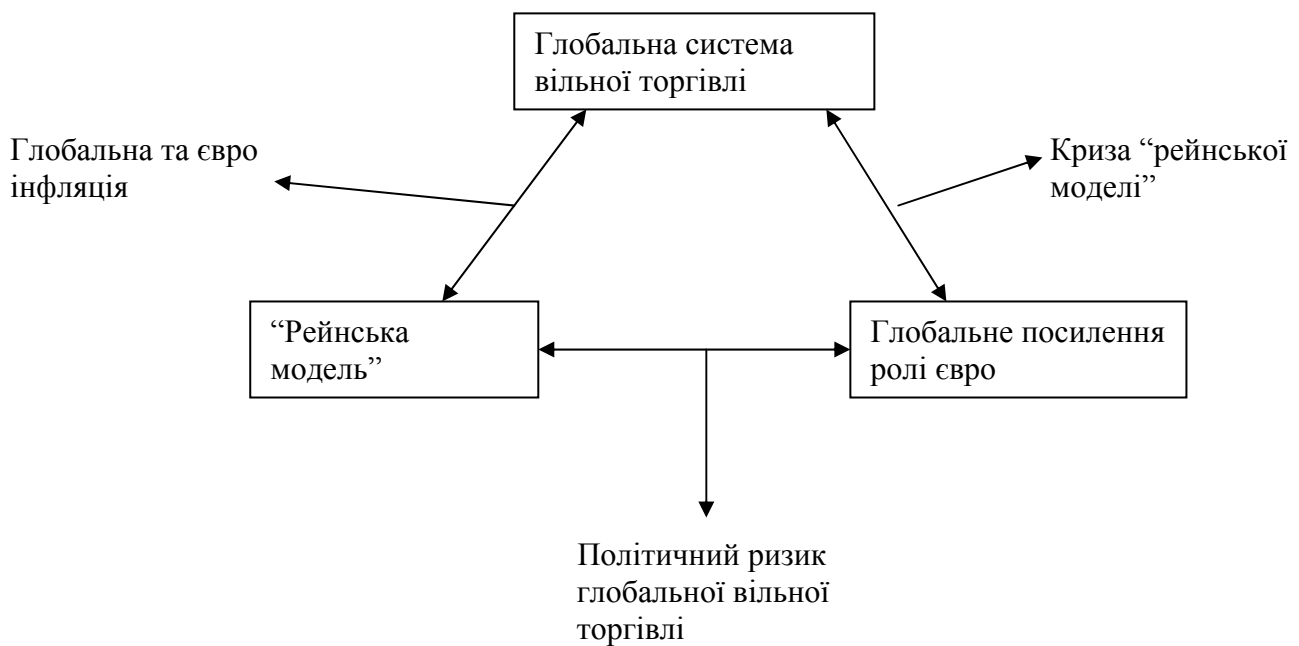 Глобальна система
вільної торгівлі
Глобальна та євро
інфляція
Криза “рейнської
моделі”
“Рейнська
модель”
Глобальне посилення
ролі євро
Політичний ризик
глобальної вільної
торгівлі